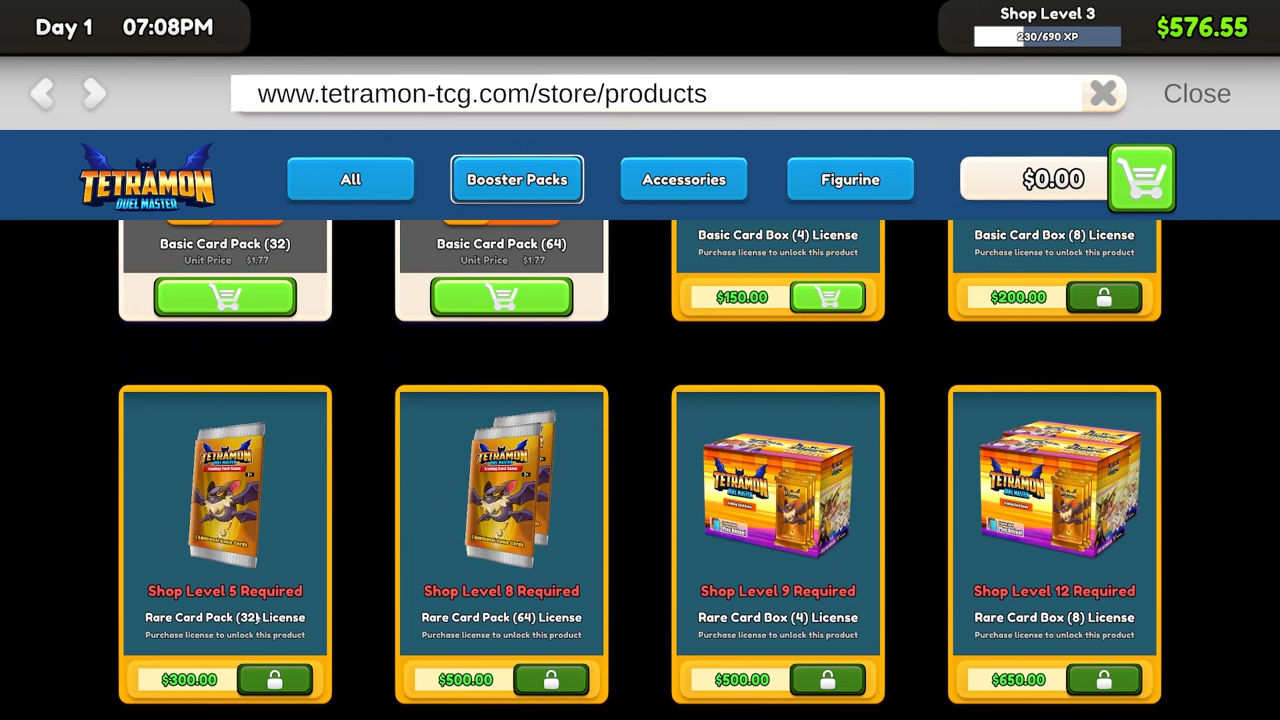 Day 1 07:08PM
Shop Level 3
230/690 XP
$576.55
www.tetramon-tcg.com/store/products
Close
TETRAMON
DUEL MASTER
All
Booster Packs
Accessories
Figurine
$0.00
Basic Card Pack (32)
Unit Price $1.77
Basic Card Pack (64)
Unit Price $1.77
Basic Card Box (4) License
Purchase license to unlock this product
$150.00
Basic Card Box (8) License
Purchase license to unlock this product
$200.00
TETRAMON
Shop Level 5 Required
Rare Card Pack (32) License
Purchase license to unlock this product
$300.00
TETRAMON
Shop Level 8 Required
Rare Card Pack (64) License
Purchase license to unlock this product
$500.00
TETRAMON
Shop Level 9 Required
Rare Card Box (4) License
Purchase license to unlock this product
$500.00
TETRAMON
Shop Level 12 Required
Rare Card Box (8) License
Purchase license to unlock this product
$650.00